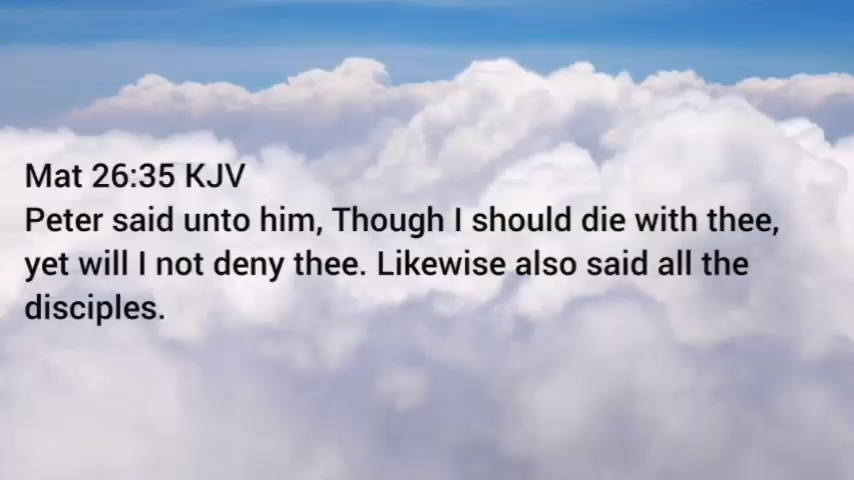 Mat 26:35 KJV
Peter said unto him, Though I should die with thee,
yet will I not deny thee. Likewise also said all the
disciples.